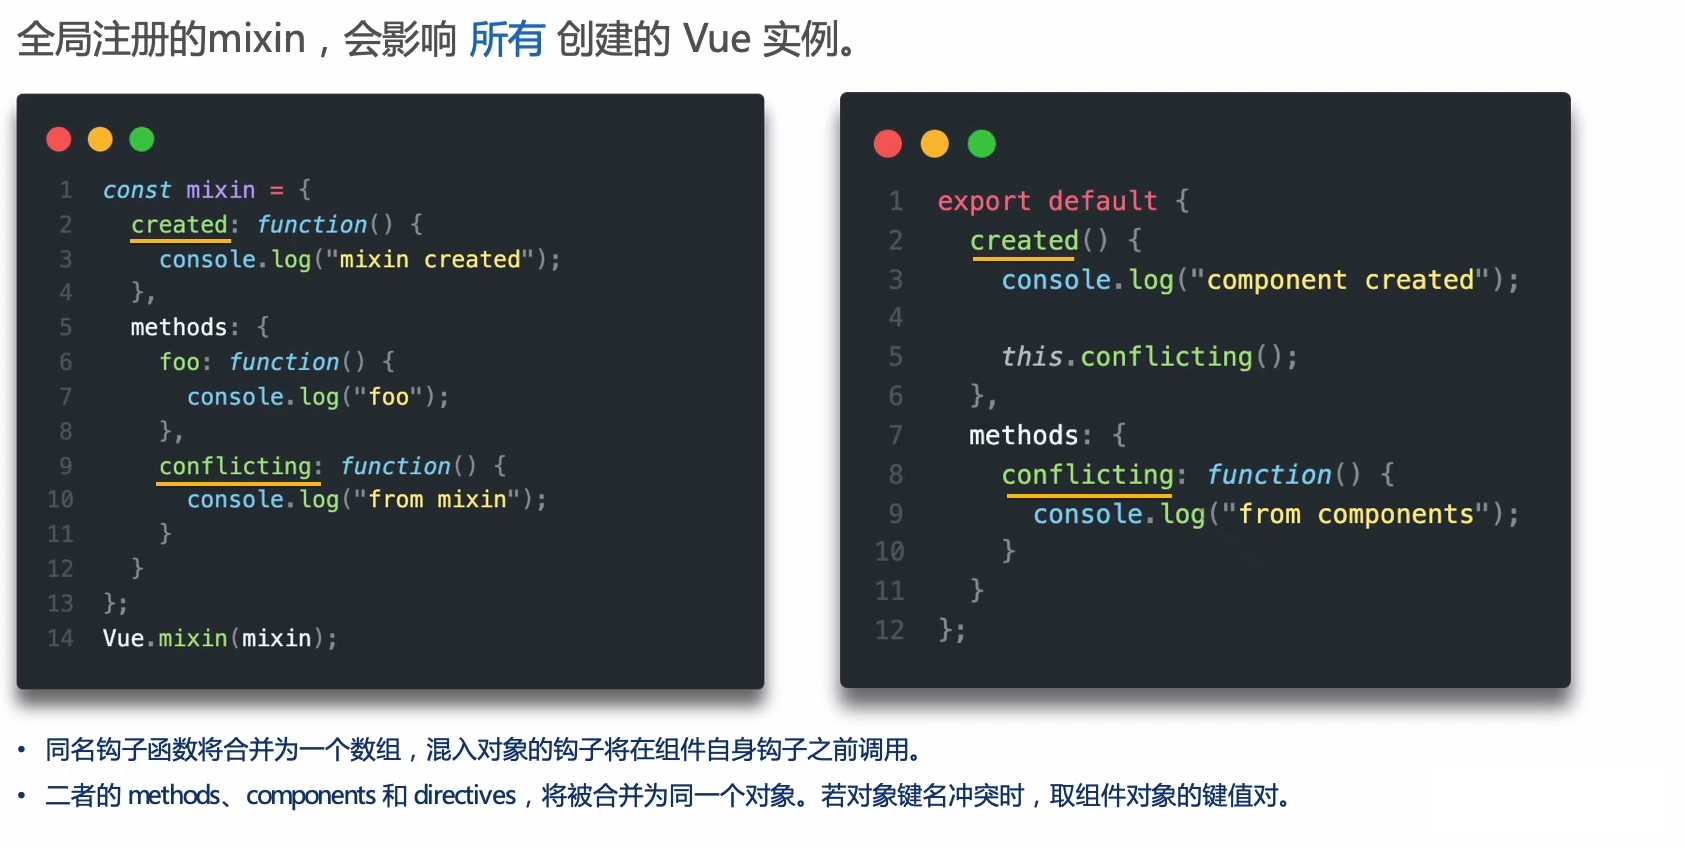 全局注册的mixin，会影响 所有 创建的 Vue 实例。
1 const mixin = {
2 created: function() {
3 console.log("mixin created");
4 },
5 methods: {
6 foo: function() {
7 console.log("foo");
8 },
9 conflicting: function() {
10 console.log("from mixin");
11 }
12 }
13 };
14 Vue.mixin(mixin);
1 export default {
2 created() {
3 console.log("component created");
4
5 this.conflicting();
6 },
7 methods: {
8 conflicting: function() {
9 console.log("from components");
10 }
11 }
12 };
• 同名钩子函数将合并为一个数组，混入对象的钩子将在组件自身钩子之前调用。
• 二者的 methods、components 和 directives，将被合并为同一个对象。若对象键名冲突时，取组件对象的键值对。